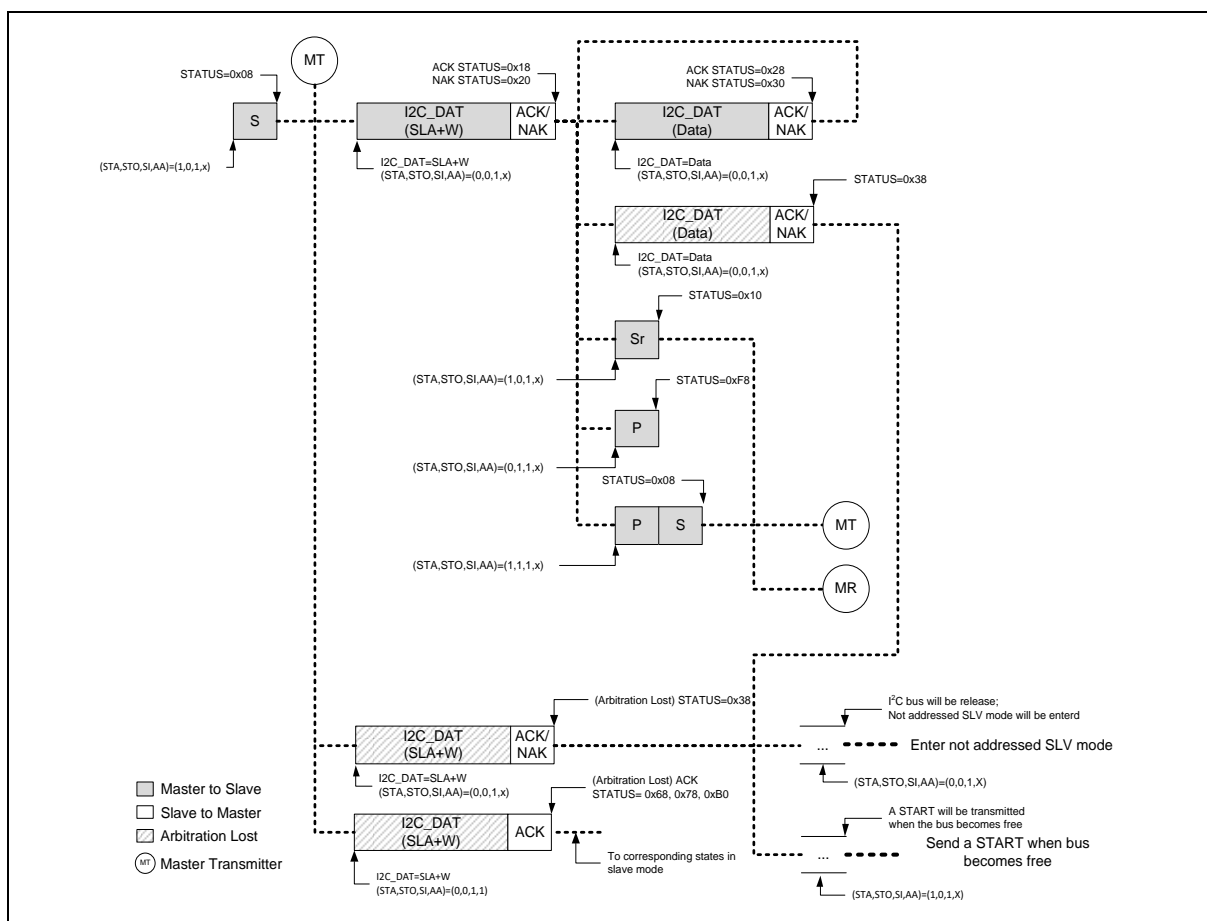 MT
STATUS=0x08
ACK STATUS=0x18
NAK STATUS=0x20
ACK STATUS=0x28
NAK STATUS=0x30
S
I2C_DAT
(SLA+W)
ACK/
NAK
I2C_DAT
(Data)
ACK/
NAK
(STA,STO,SI,AA)=(1,0,1,x)
I2C_DAT=SLA+W
(STA,STO,SI,AA)=(0,0,1,x)
I2C_DAT=Data
(STA,STO,SI,AA)=(0,0,1,x)
STATUS=0x38
I2C_DAT
(Data)
ACK/
NAK
I2C_DAT=Data
(STA,STO,SI,AA)=(0,0,1,x)
STATUS=0x10
Sr
(STA,STO,SI,AA)=(1,0,1,x)
STATUS=0xF8
P
(STA,STO,SI,AA)=(0,1,1,x)
STATUS=0x08
P
S
MT
(STA,STO,SI,AA)=(1,1,1,x)
MR
(Arbitration Lost) STATUS=0x38
I2C_DAT
(SLA+W)
ACK/
NAK
I2C_DAT=SLA+W
(STA,STO,SI,AA)=(0,0,1,x)
I²C bus will be release;
Not addressed SLV mode will be enterd
...
Enter not addressed SLV mode
(STA,STO,SI,AA)=(0,0,1,X)
(Arbitration Lost) ACK
STATUS= 0x68, 0x78, 0xB0
I2C_DAT
(SLA+W)
ACK
I2C_DAT=SLA+W
(STA,STO,SI,AA)=(0,0,1,1)
To corresponding states in
slave mode
A START will be transmitted
when the bus becomes free
...
Send a START when bus
becomes free
(STA,STO,SI,AA)=(1,0,1,X)
Master to Slave
Slave to Master
Arbitration Lost
MT
Master Transmitter